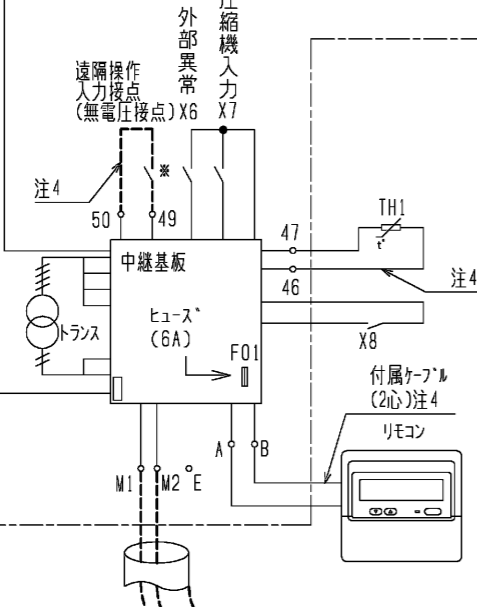 外部異常
圧縮機入力
遠隔操作
入力接点
(無電圧接点)
X6
X7
※
注4
50
49
中継基板
ヒューズ
(6A)
F01
トランス
47
46
TH1
t°
注4
X8
付属ケーブル
(2心)注4
リモコン
A
B
M1
M2
E